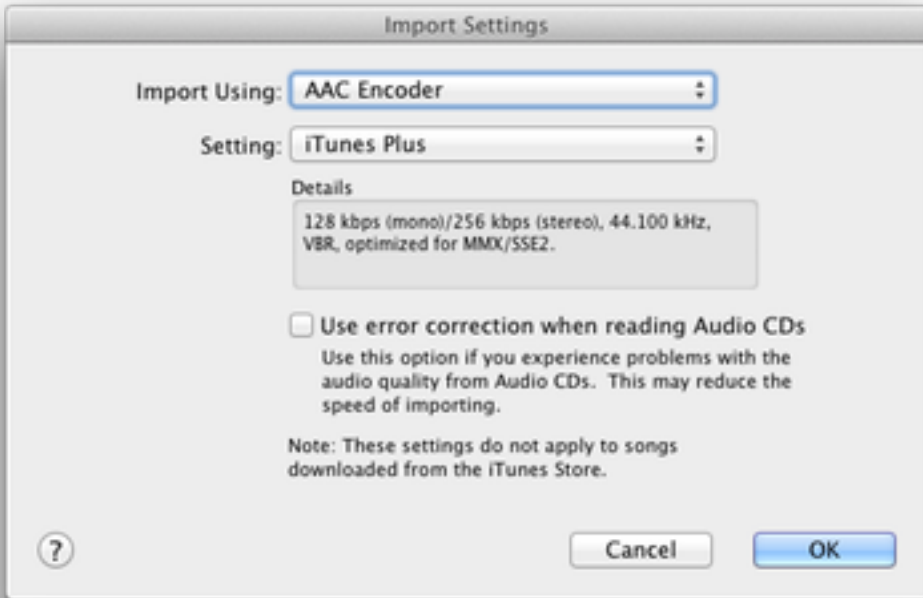 Import Settings
Import Using: AAC Encoder
Setting: iTunes Plus
Details
128 kbps (mono)/256 kbps (stereo), 44.100 kHz,
VBR, optimized for MMX/SSE2.
Use error correction when reading Audio CDs
Use this option if you experience problems with the
audio quality from Audio CDs. This may reduce the
speed of importing.
Note: These settings do not apply to songs
downloaded from the iTunes Store.
? Cancel OK